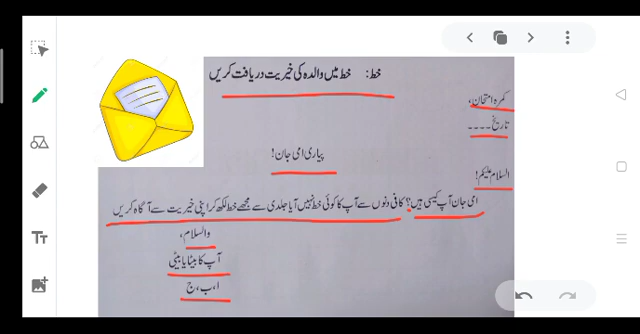 خط: خط میں والدہ کی خیریت دریافت کریں
کمرہ امتحان،
تاریخ ۔۔۔۔
پیاری امی جان!
السلام علیکم!
امی جان آپ کیسی ہیں؟ کافی دنوں سے آپ کا کوئی خط نہیں آیا جلدی سے مجھے خط لکھ کر اپنی خیریت سے آگاہ کریں
والسلام،
آپ کا بیٹا یا بیٹی
ا، ب، ج
Tт